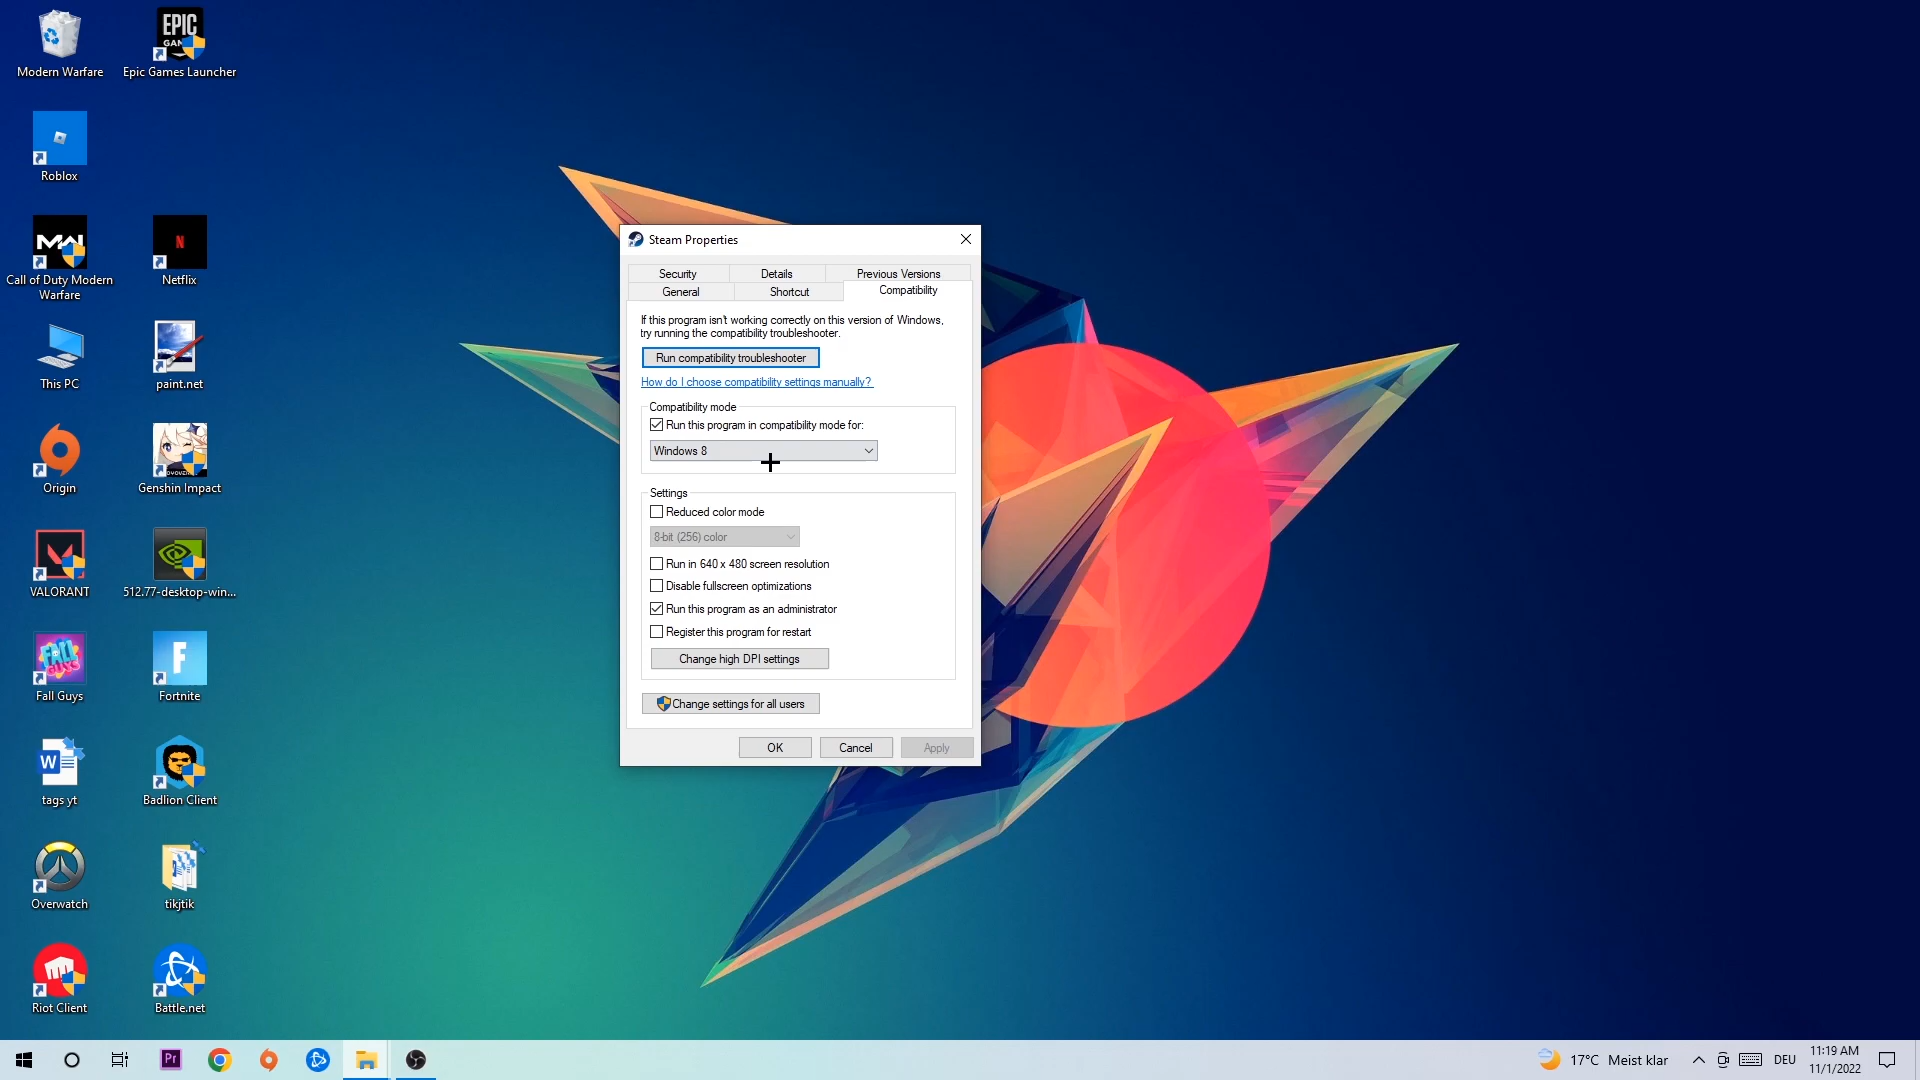 Modern Warfare
EPIC
GAMES
Epic Games Launcher
Roblox
MW
Call of Duty Modern
Warfare
N
Netflix
This PC
paint.net
Origin
Genshin Impact
VALORANT
512.77-desktop-win...
FALL
GUYS
Fall Guys
F
Fortnite
W
tags yt
Badlion Client
Overwatch
tikjtik
Riot Client
Battle.net
Steam Properties
Security
Details
Previous Versions
General
Shortcut
Compatibility
If this program isn't working correctly on this version of Windows,
try running the compatibility troubleshooter.
Run compatibility troubleshooter
How do I choose compatibility settings manually?
Compatibility mode
Run this program in compatibility mode for:
Windows 8
Settings
Reduced color mode
8-bit (256) color
Run in 640 x 480 screen resolution
Disable fullscreen optimizations
Run this program as an administrator
Register this program for restart
Change high DPI settings
Change settings for all users
OK
Cancel
Apply
Pr
17°C Meist klar
DEU
11:19 AM
11/1/2022